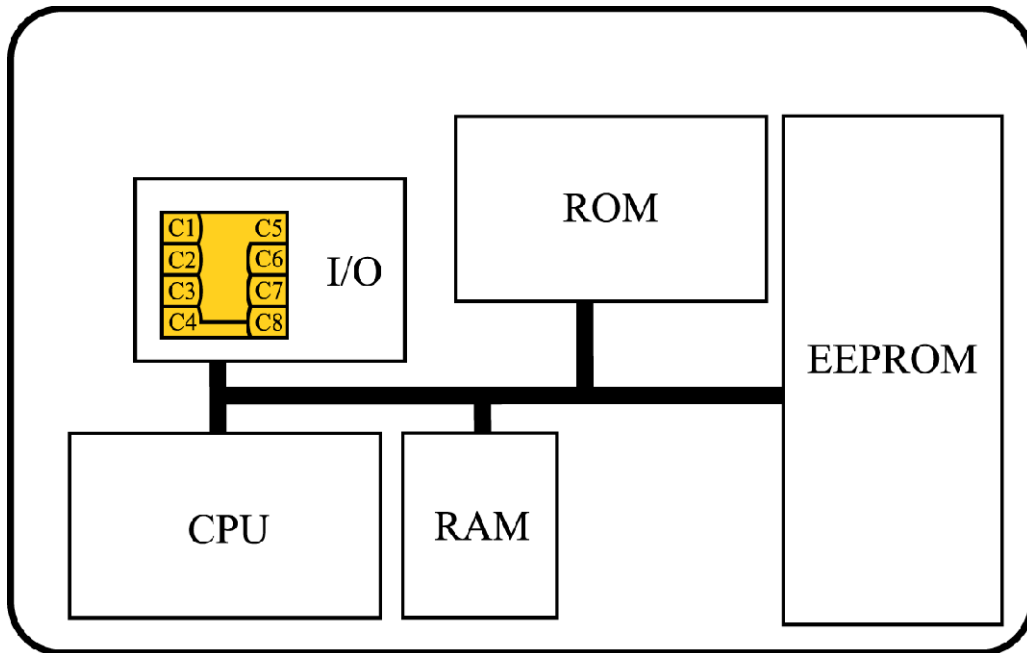 ROM
C1 C5
C2 C6
C3 C7
C4 C8
I/O
EEPROM
CPU
RAM